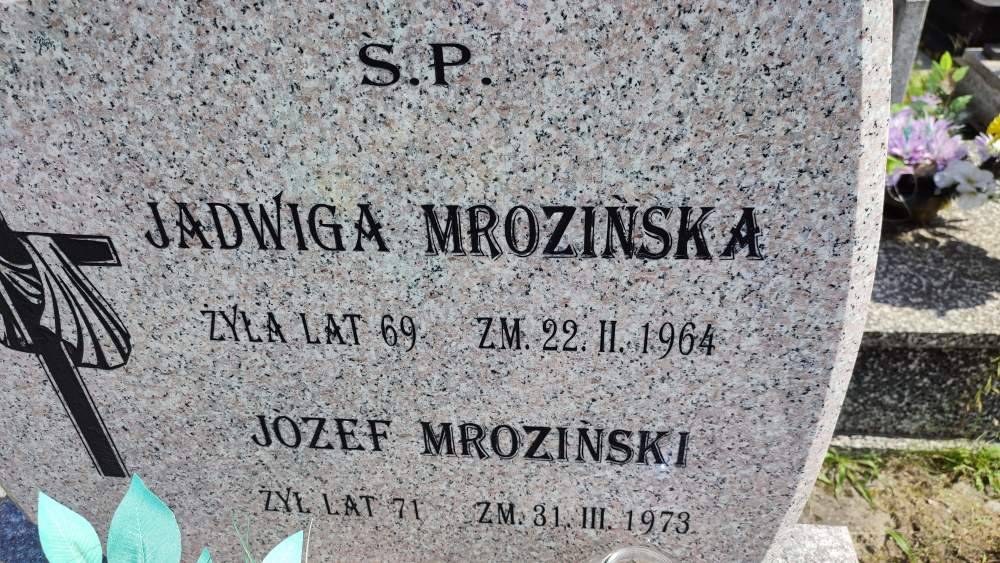 Ś.P.
JADWIGA MROZIŃSKA
ŻYŁA LAT 69 ZM. 22. II. 1964
JÓZEF MROZIŃSKI
ŻYŁ LAT 71 ZM. 31. III. 1973